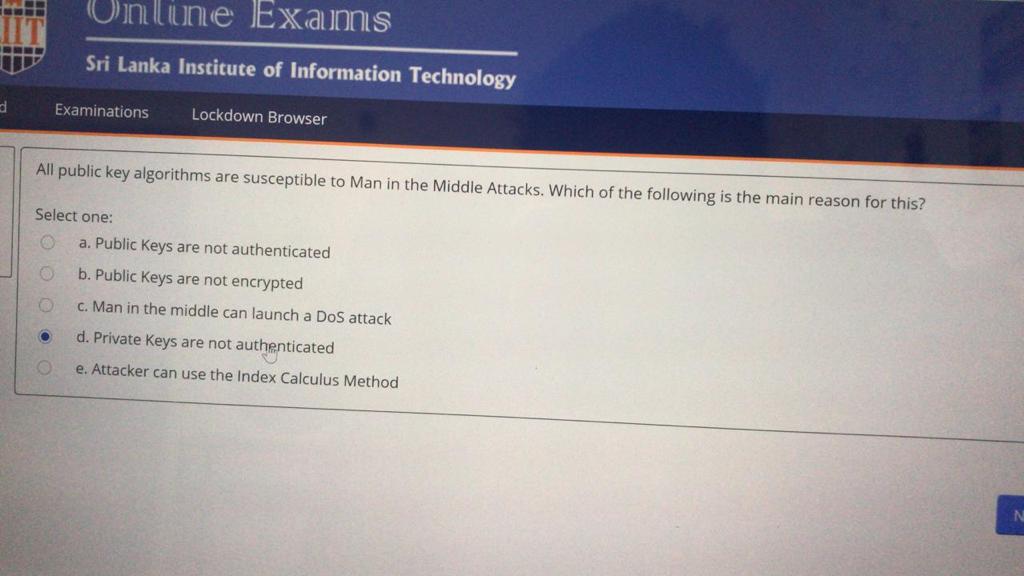 IIT
Online Exams
Sri Lanka Institute of Information Technology
Examinations Lockdown Browser
All public key algorithms are susceptible to Man in the Middle Attacks. Which of the following is the main reason for this?
Select one:
a. Public Keys are not authenticated
b. Public Keys are not encrypted
c. Man in the middle can launch a DoS attack
d. Private Keys are not authenticated
e. Attacker can use the Index Calculus Method